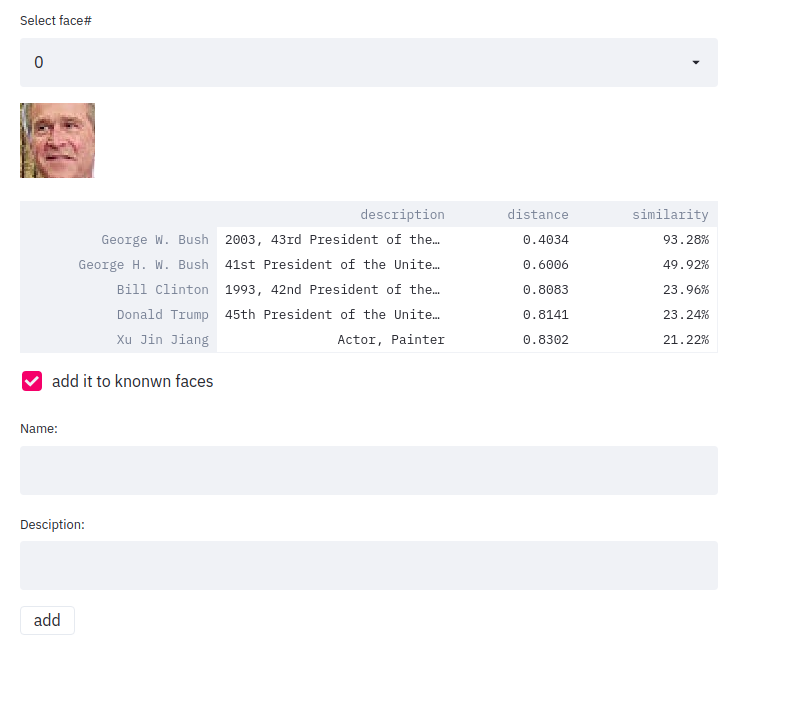 Select face#
0
description distance similarity
George W. Bush 2003, 43rd President of the… 0.4034 93.28%
George H. W. Bush 41st President of the Unite… 0.6006 49.92%
Bill Clinton 1993, 42nd President of the… 0.8083 23.96%
Donald Trump 45th President of the Unite… 0.8141 23.24%
Xu Jin Jiang Actor, Painter 0.8302 21.22%
add it to knonwn faces
Name:
Desciption:
add